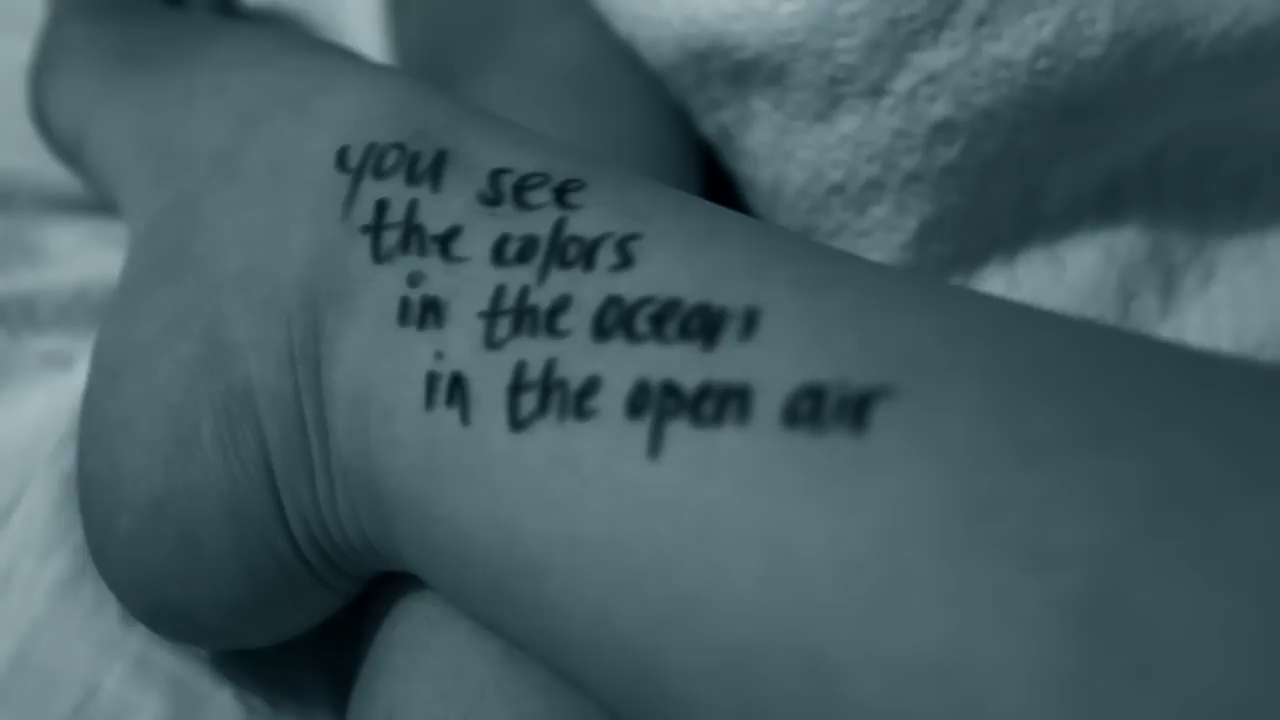 you see
the colors
in the ocean
in the open air